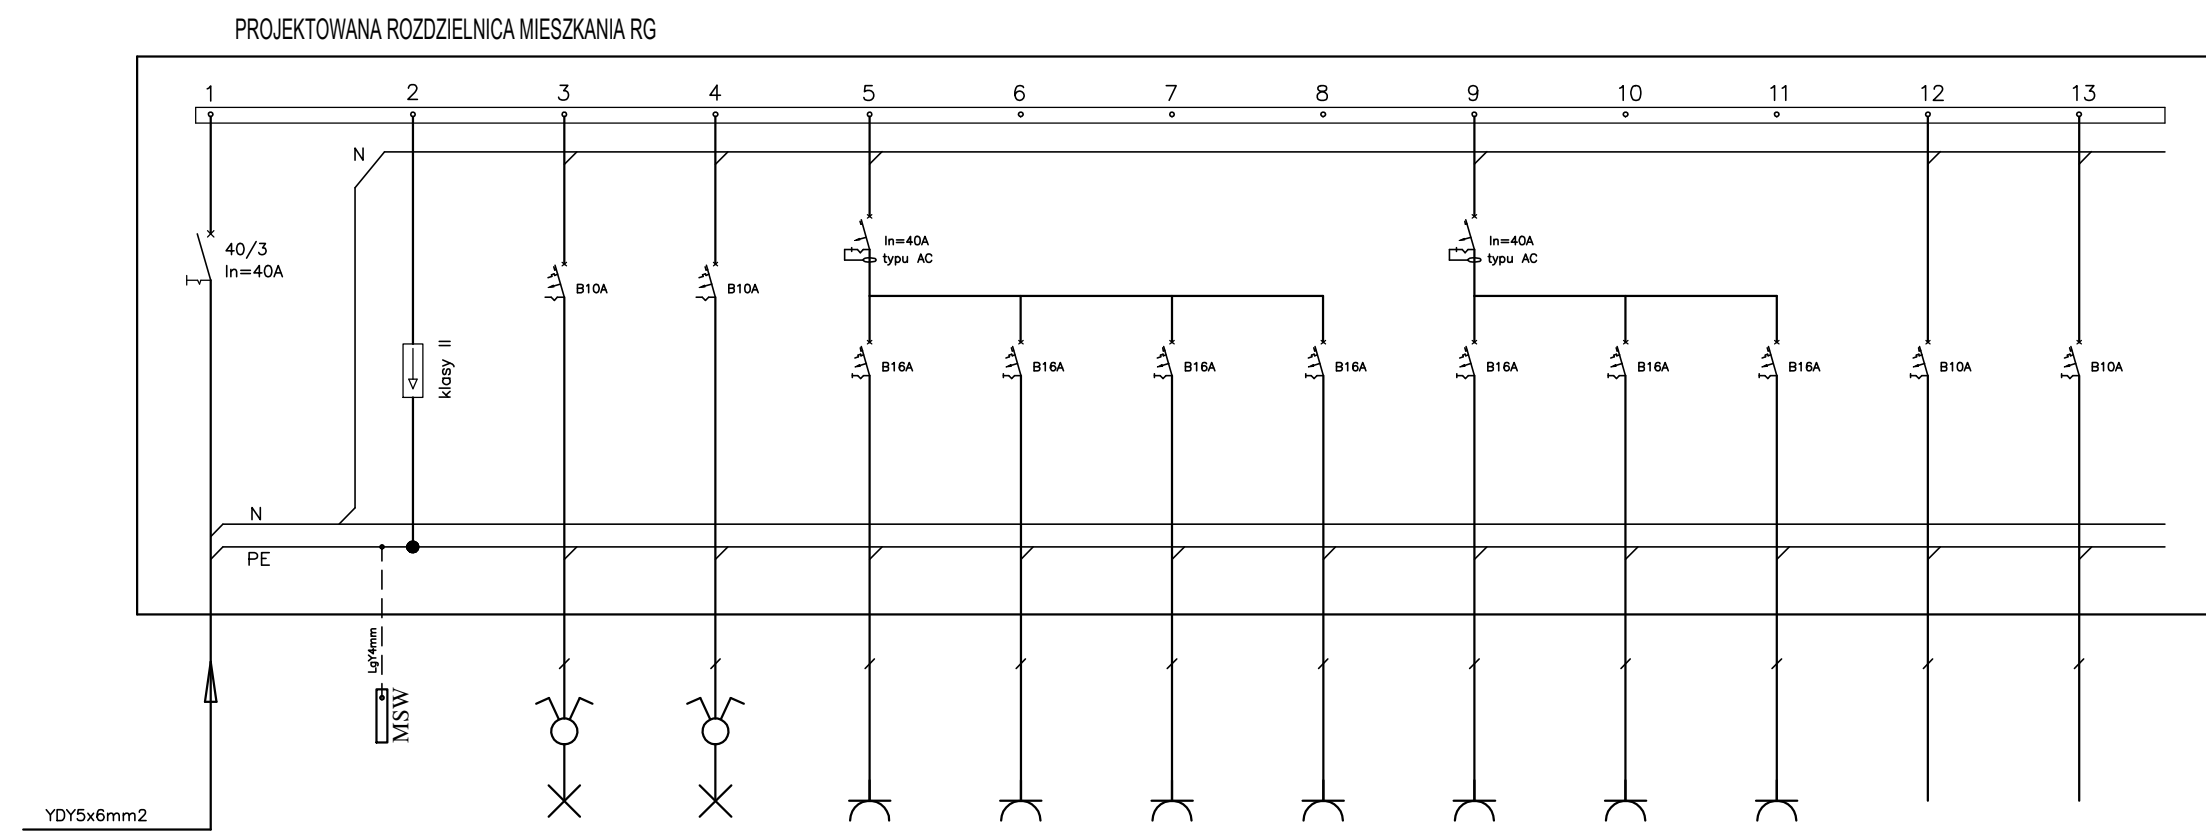 PROJEKTOWANA ROZDZIELNICA MIESZKANIA RG
1 2 3 4 5 6 7 8 9 10 11 12 13
N
40/3
In=40A
In=40A
typu AC
In=40A
typu AC
B10A B10A
klasy II
B16A B16A B16A B16A B16A B16A B16A B10A B10A
N
PE
LgY4mm
MSW
YDY5x6mm2